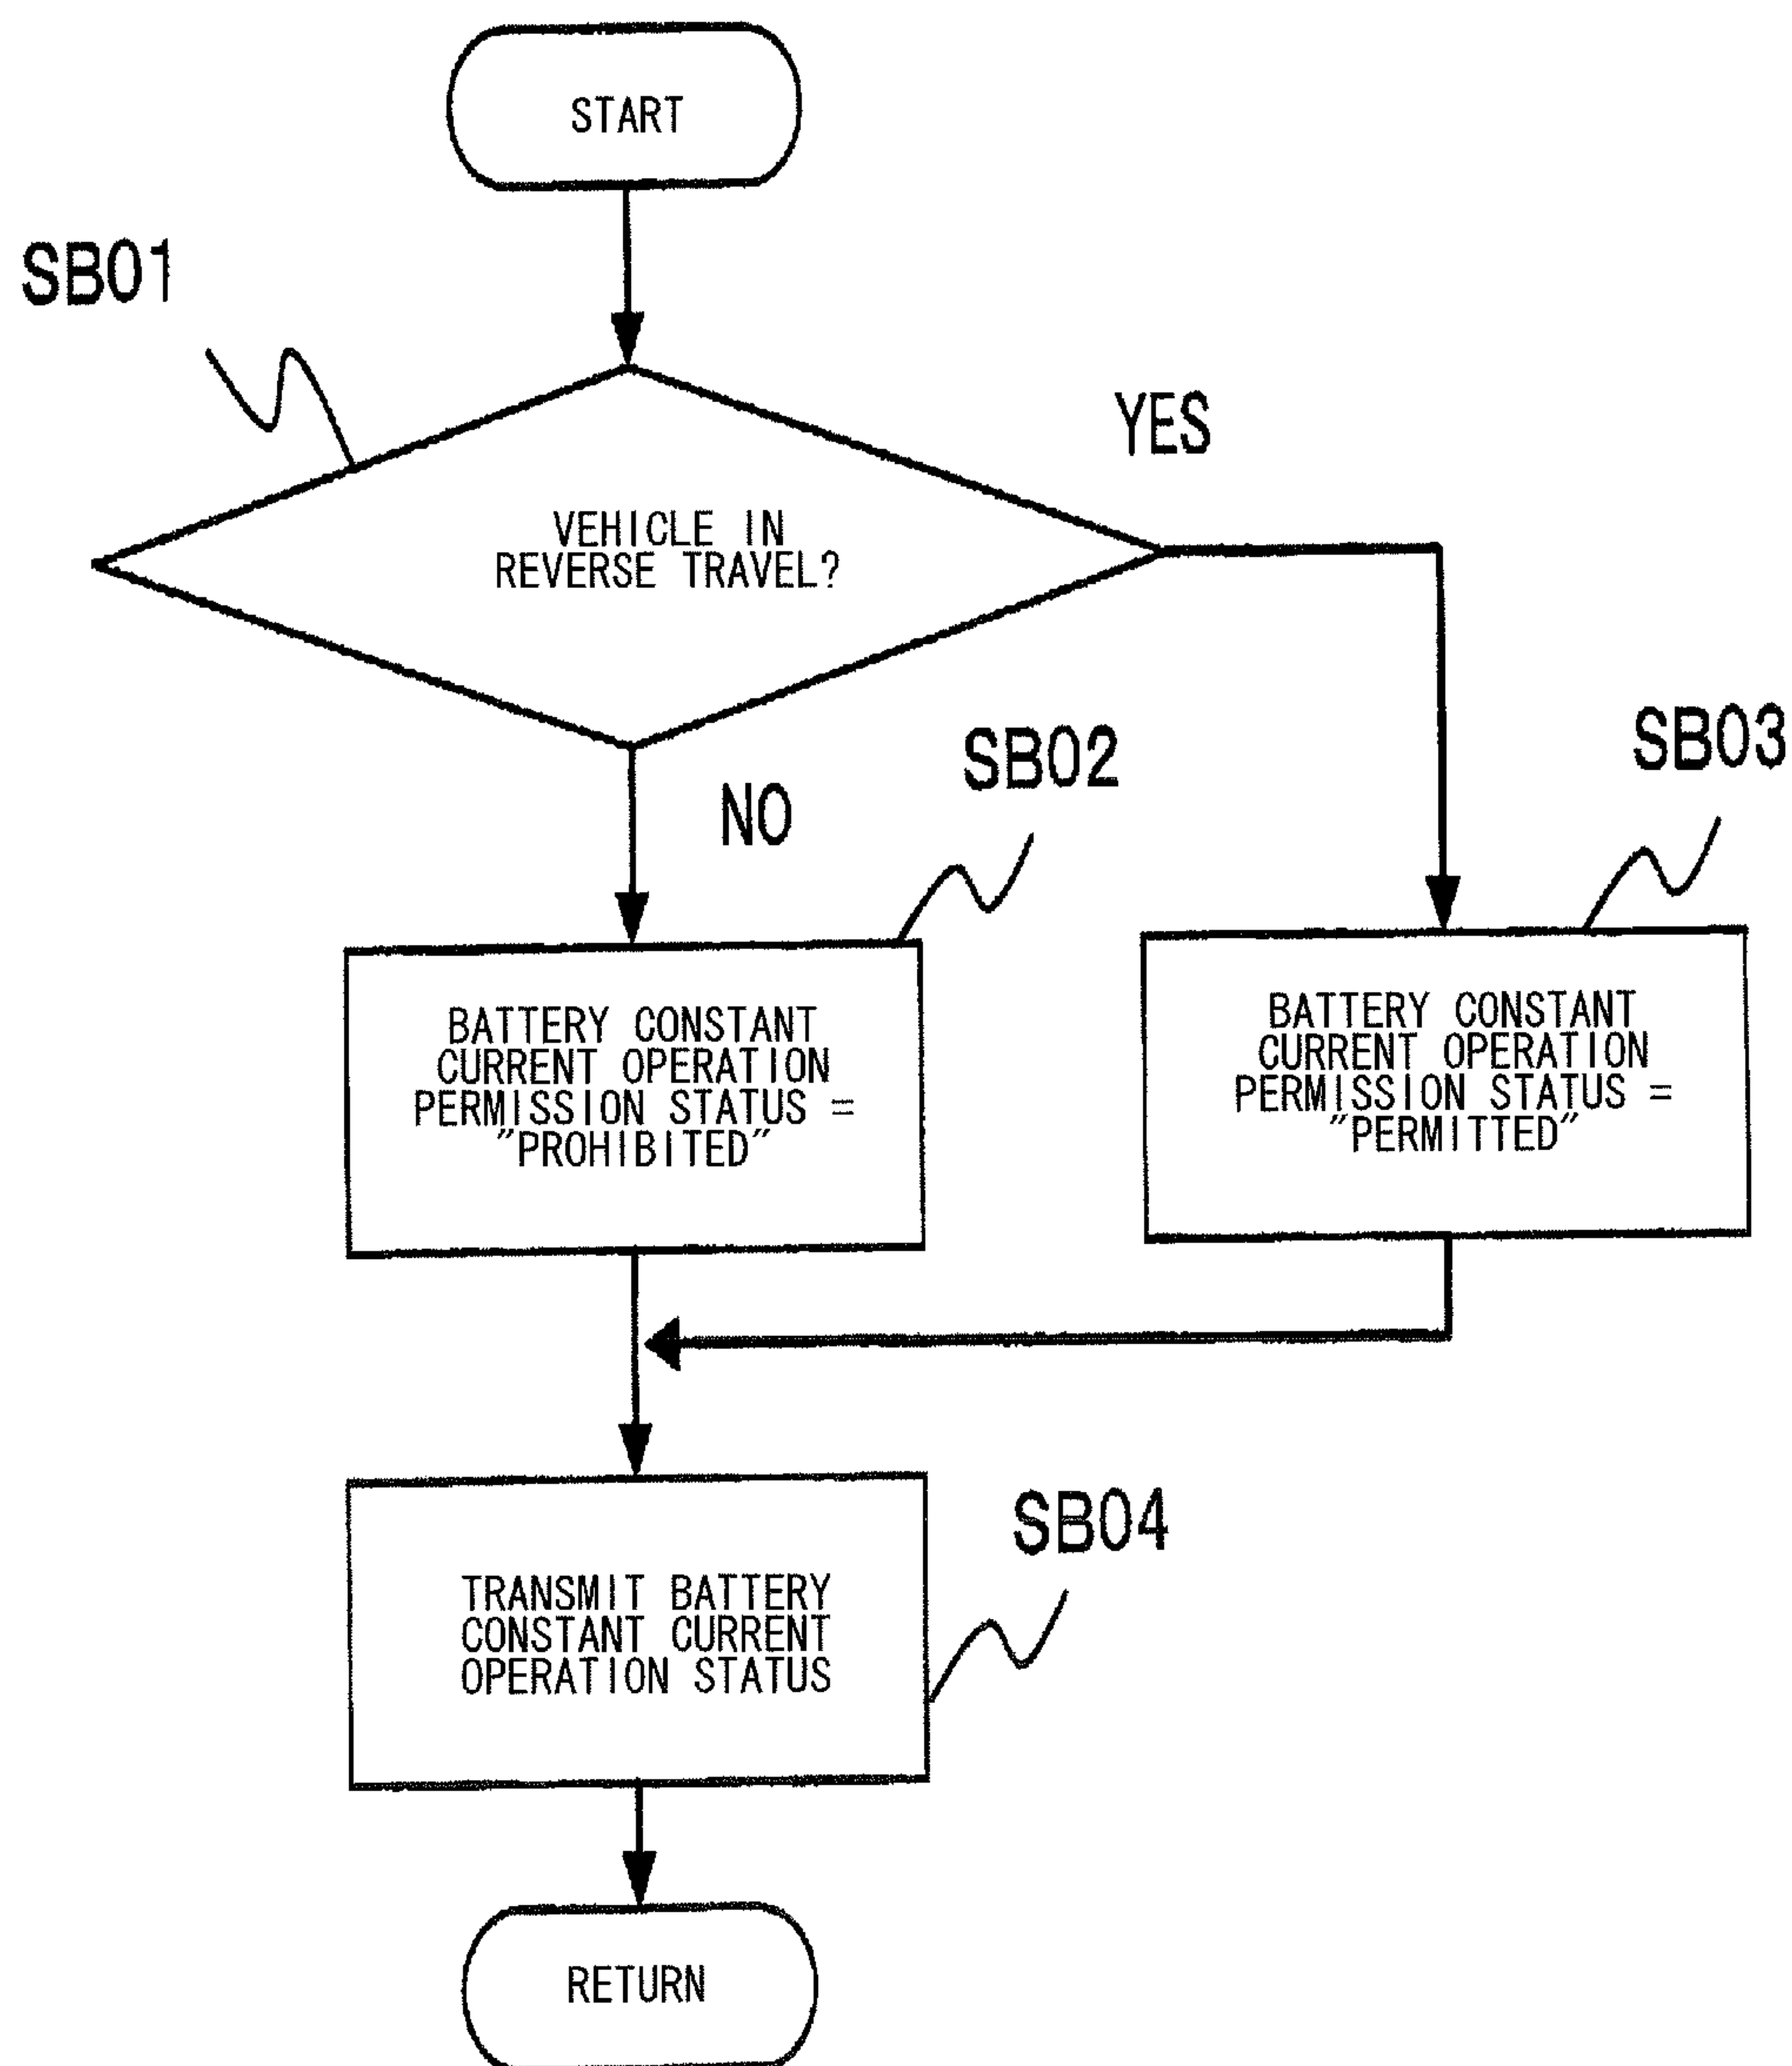 START
SB01
YES
VEHICLE IN
REVERSE TRAVEL?
NO
SB02
SB03
BATTERY CONSTANT
CURRENT OPERATION
PERMISSION STATUS =
"PROHIBITED"
BATTERY CONSTANT
CURRENT OPERATION
PERMISSION STATUS =
"PERMITTED"
SB04
TRANSMIT BATTERY
CONSTANT CURRENT
OPERATION STATUS
RETURN